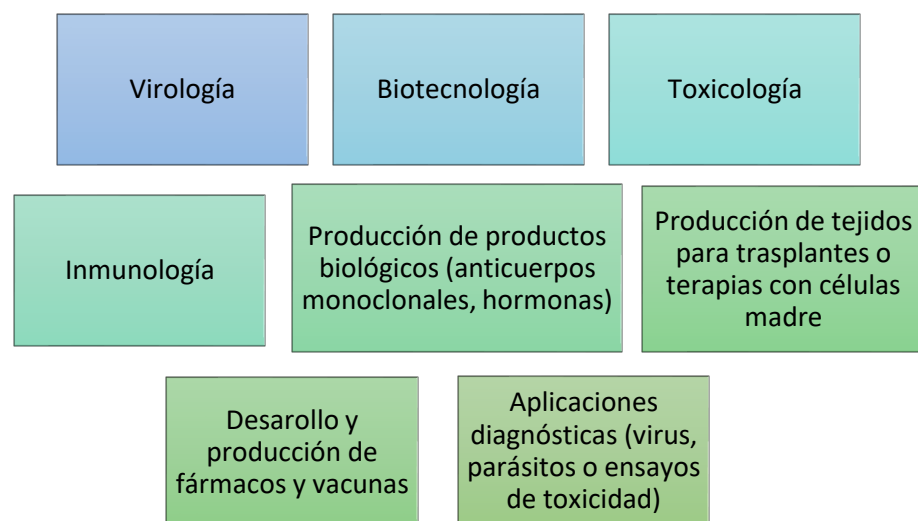 Virología
Biotecnología
Toxicología
Inmunología
Producción de productos
biológicos (anticuerpos
monoclonales, hormonas)
Producción de tejidos
para trasplantes o
terapias con células
madre
Desarollo y
producción de
fármacos y vacunas
Aplicaciones
diagnósticas (virus,
parásitos o ensayos
de toxicidad)